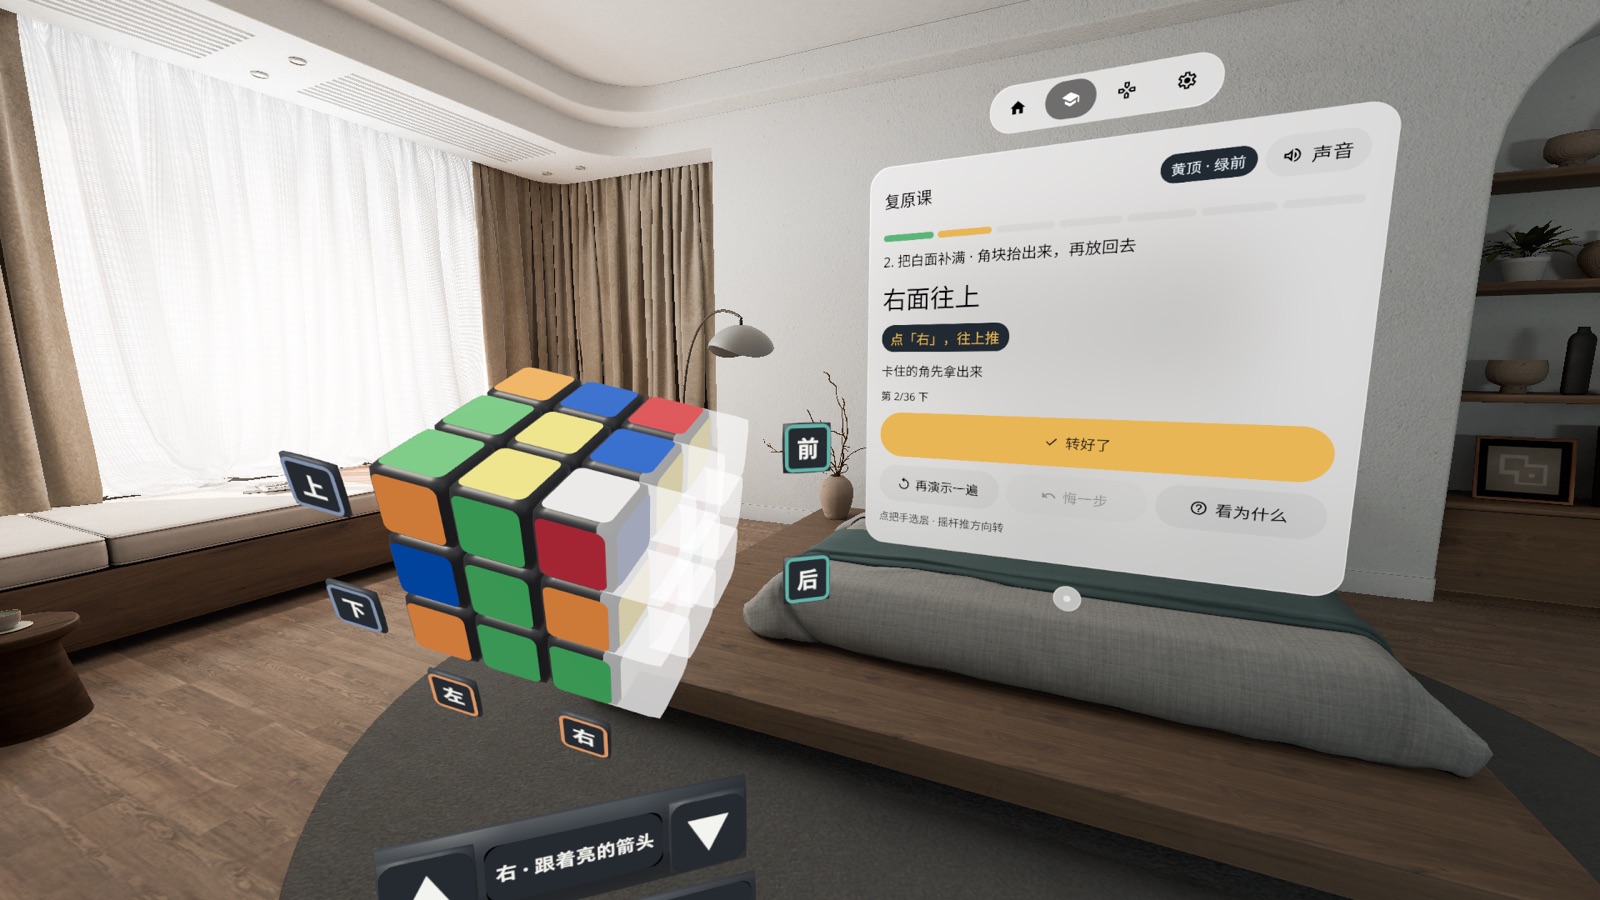 黄顶 · 绿前
声音
复原课
2. 把白面补满 · 角块抬出来，再放回去
右面往上
点「右」，往上推
卡住的角先拿出来
第 2/36 下
转好了
再演示一遍
悔一步
看为什么
点把手选层 · 摇杆推方向转
前
后
上
下
左
右
右 · 跟着亮的箭头